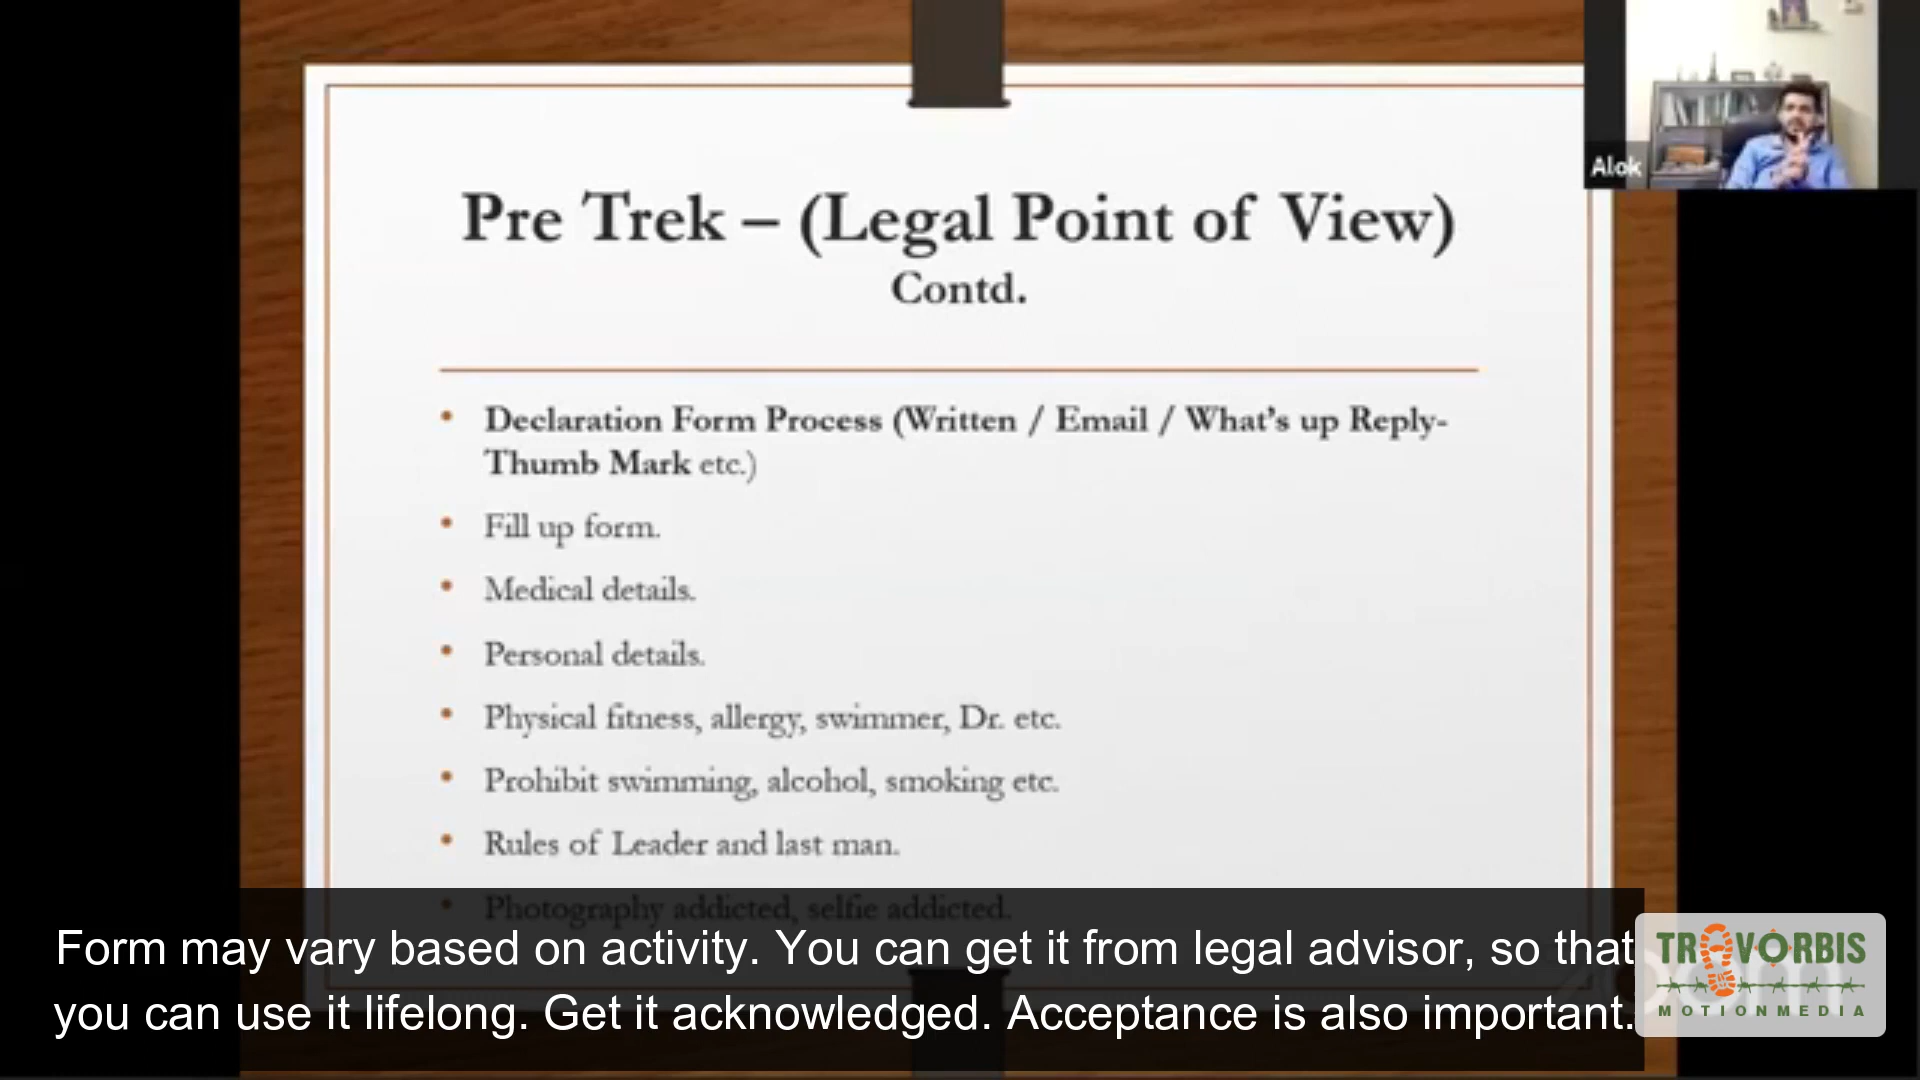 Alok
Pre Trek – (Legal Point of View)
Contd.
• Declaration Form Process (Written / Email / What's up Reply-
Thumb Mark etc.)
• Fill up form.
• Medical details.
• Personal details.
• Physical fitness, allergy, swimmer, Dr. etc.
• Prohibit swimming, alcohol, smoking etc.
• Rules of Leader and last man.
• Photography addicted, selfie addicted.
Form may vary based on activity. You can get it from legal advisor, so that
you can use it lifelong. Get it acknowledged. Acceptance is also important.
TRAVORBIS
MOTIONMEDIA